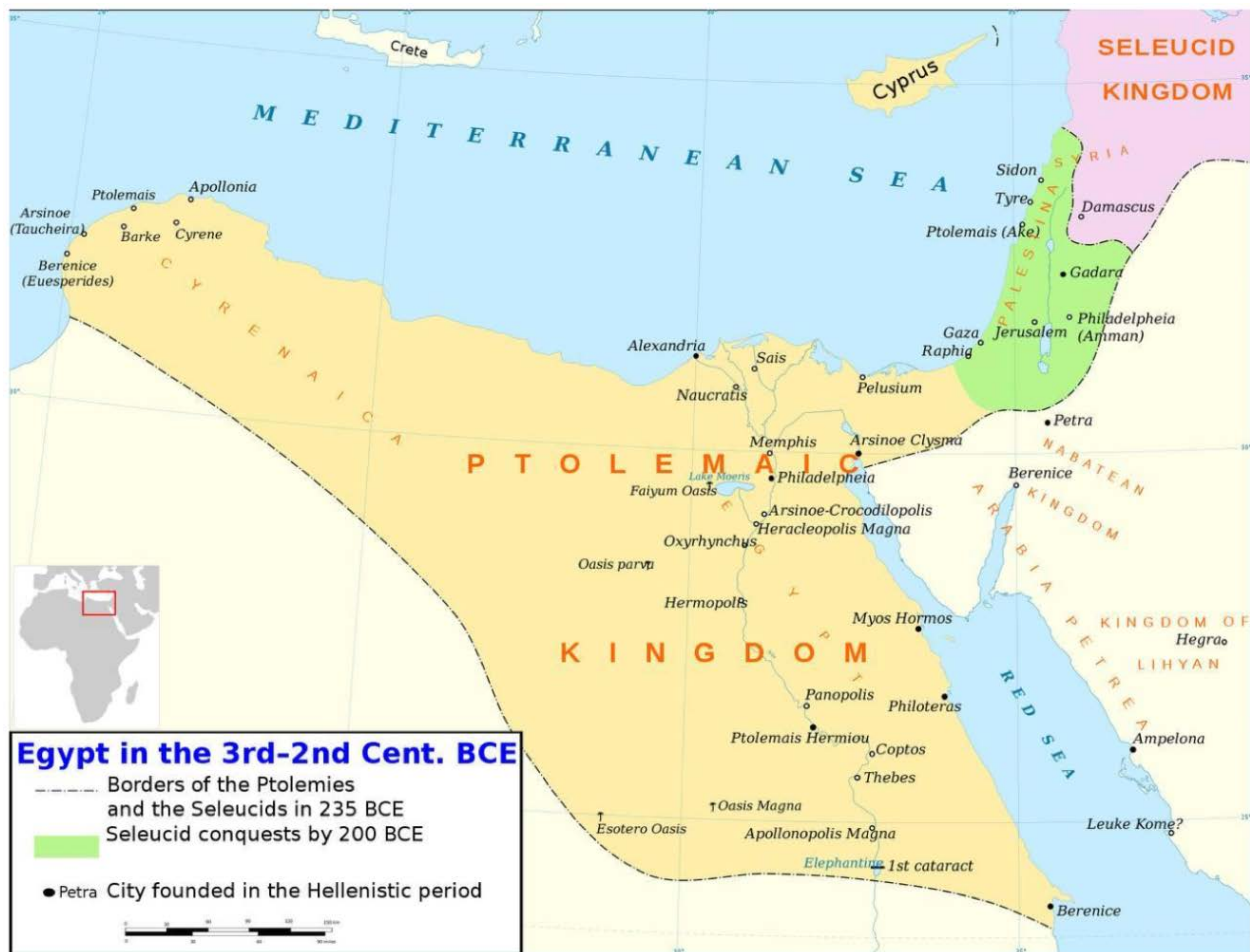 Crete
Cyprus
SELEUCID
KINGDOM
MEDITERRANEAN SEA
SYRIA
PALESTINA
Sidon
Tyre
Damascus
Ptolemais (Ake)
Gadara
Philadelpheia
(Amman)
Jerusalem
Gaza
Raphia
Apollonia
Ptolemais
Arsinoe
(Taucheira)
Barke
Cyrene
Berenice
(Euesperides)
CYRENAICA
Alexandria
Sais
Naucratis
Pelusium
Petra
Memphis
Arsinoe Clysma
PTOLEMAIC
NABATEAN
KINGDOM
Berenice
Lake Moeris
Philadelpheia
Faiyum Oasis
EGYPT
ARABIA PETREA
Arsinoe-Crocodilopolis
Heracleopolis Magna
Oxyrhynchus
Oasis parva
Hermopolis
Myos Hormos
KINGDOM OF
Hegra
LIHYAN
KINGDOM
RED SEA
Panopolis
Philoteras
Ptolemais Hermiou
Coptos
Ampelona
Thebes
Oasis Magna
Esotero Oasis
Apollonopolis Magna
Leuke Kome?
Elephantine
1st cataract
Berenice
Egypt in the 3rd-2nd Cent. BCE
Borders of the Ptolemies
and the Seleucids in 235 BCE
Seleucid conquests by 200 BCE
Petra City founded in the Hellenistic period